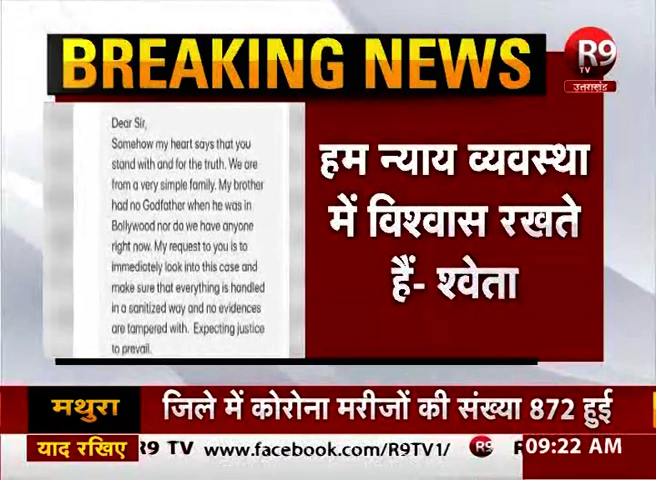 BREAKING NEWS
R9
TV
उत्तराखंड
Dear Sir,
Somehow my heart says that you
stand with and for the truth. We are
from a very simple family. My brother
had no Godfather when he was in
Bollywood nor do we have anyone
right now. My request to you is to
immediately look into this case and
make sure that everything is handled
in a sanitized way and no evidences
are tampered with. Expecting justice
to prevail.
हम न्याय व्यवस्था
में विश्वास रखते
हैं- श्वेता
मथुरा जिले में कोरोना मरीजों की संख्या 872 हुई
याद रखिए R9 TV www.facebook.com/R9TV1/ R9 09:22 AM